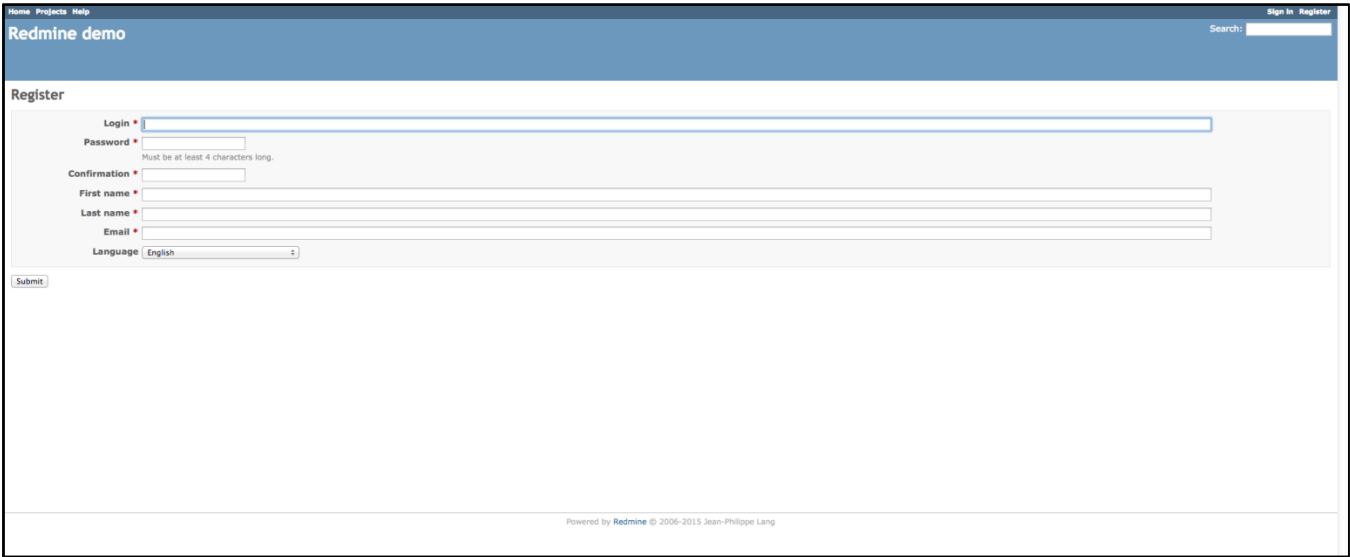 Home Projects Help Sign in Register
Redmine demo Search:
Register
Login *
Password *
Must be at least 4 characters long.
Confirmation *
First name *
Last name *
Email *
Language English
Submit
Powered by Redmine © 2006-2015 Jean-Philippe Lang